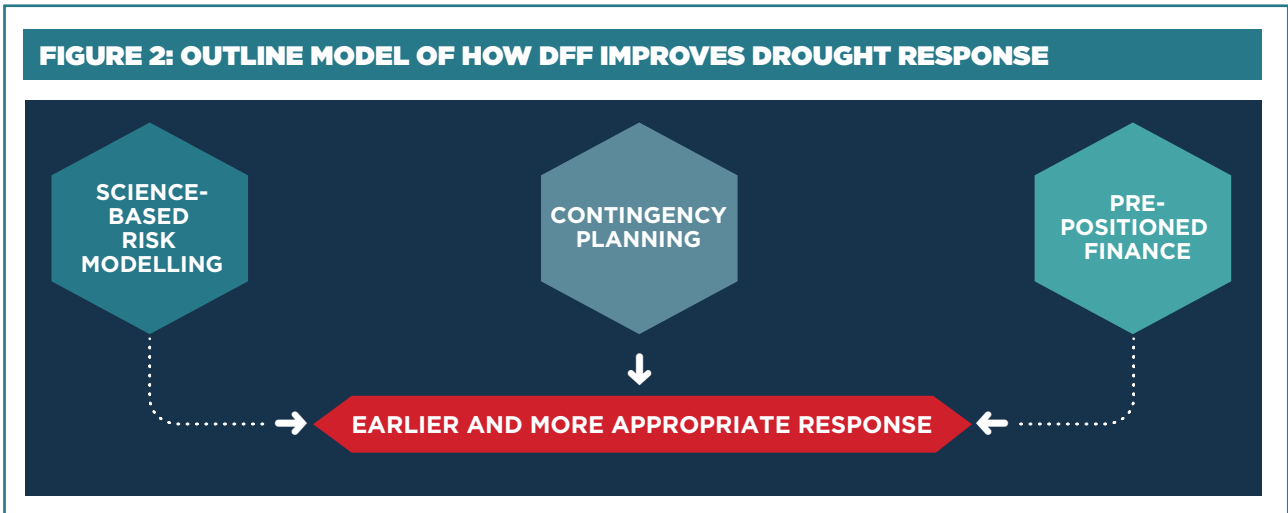 FIGURE 2: OUTLINE MODEL OF HOW DFF IMPROVES DROUGHT RESPONSE
SCIENCE-
BASED
RISK
MODELLING
CONTINGENCY
PLANNING
PRE-
POSITIONED
FINANCE
EARLIER AND MORE APPROPRIATE RESPONSE